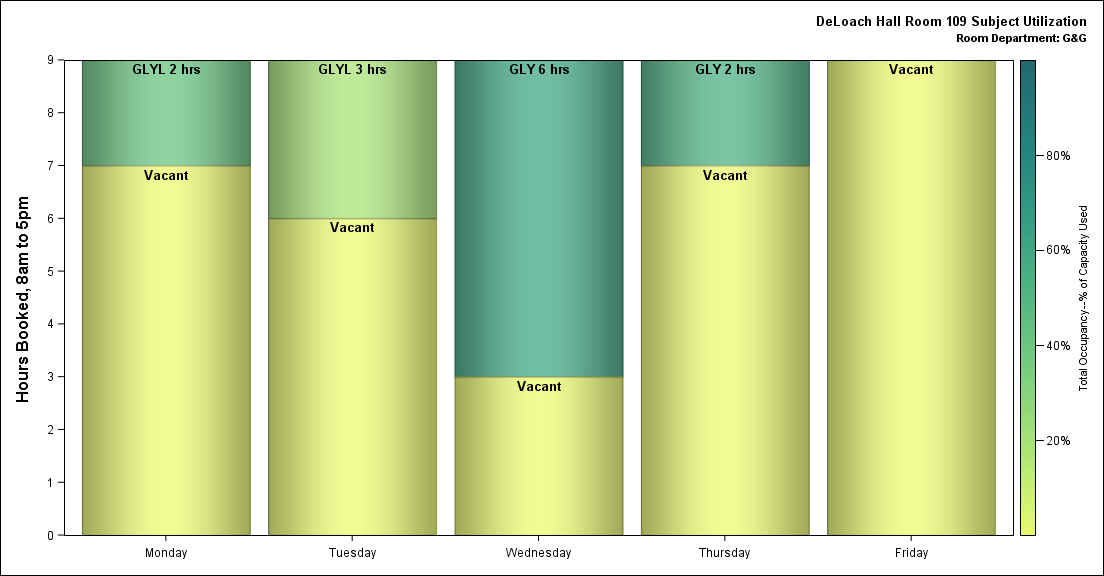 DeLoach Hall Room 109 Subject Utilization
Room Department: G&G
Hours Booked, 8am to 5pm
9
8
7
6
5
4
3
2
1
0
GLYL 2 hrs
Vacant
GLYL 3 hrs
Vacant
GLY 6 hrs
Vacant
GLY 2 hrs
Vacant
Vacant
Monday
Tuesday
Wednesday
Thursday
Friday
80%
60%
40%
20%
Total Occupancy--% of Capacity Used